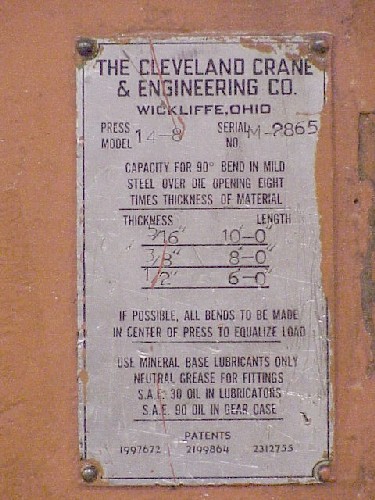 THE CLEVELAND CRANE
& ENGINEERING CO.
WICKLIFFE, OHIO
PRESS MODEL 14-8 SERIAL NO. M-2865
CAPACITY FOR 90° BEND IN MILD
STEEL OVER DIE OPENING EIGHT
TIMES THICKNESS OF MATERIAL
THICKNESS LENGTH
5/16" 10'-0"
3/8" 8'-0"
1/2" 6'-0"
IF POSSIBLE, ALL BENDS TO BE MADE
IN CENTER OF PRESS TO EQUALIZE LOAD
USE MINERAL BASE LUBRICANTS ONLY
NEUTRAL GREASE FOR FITTINGS
S.A.E. 30 OIL IN LUBRICATORS
S.A.E. 90 OIL IN GEAR CASE
PATENTS
1997672 2199864 2312755